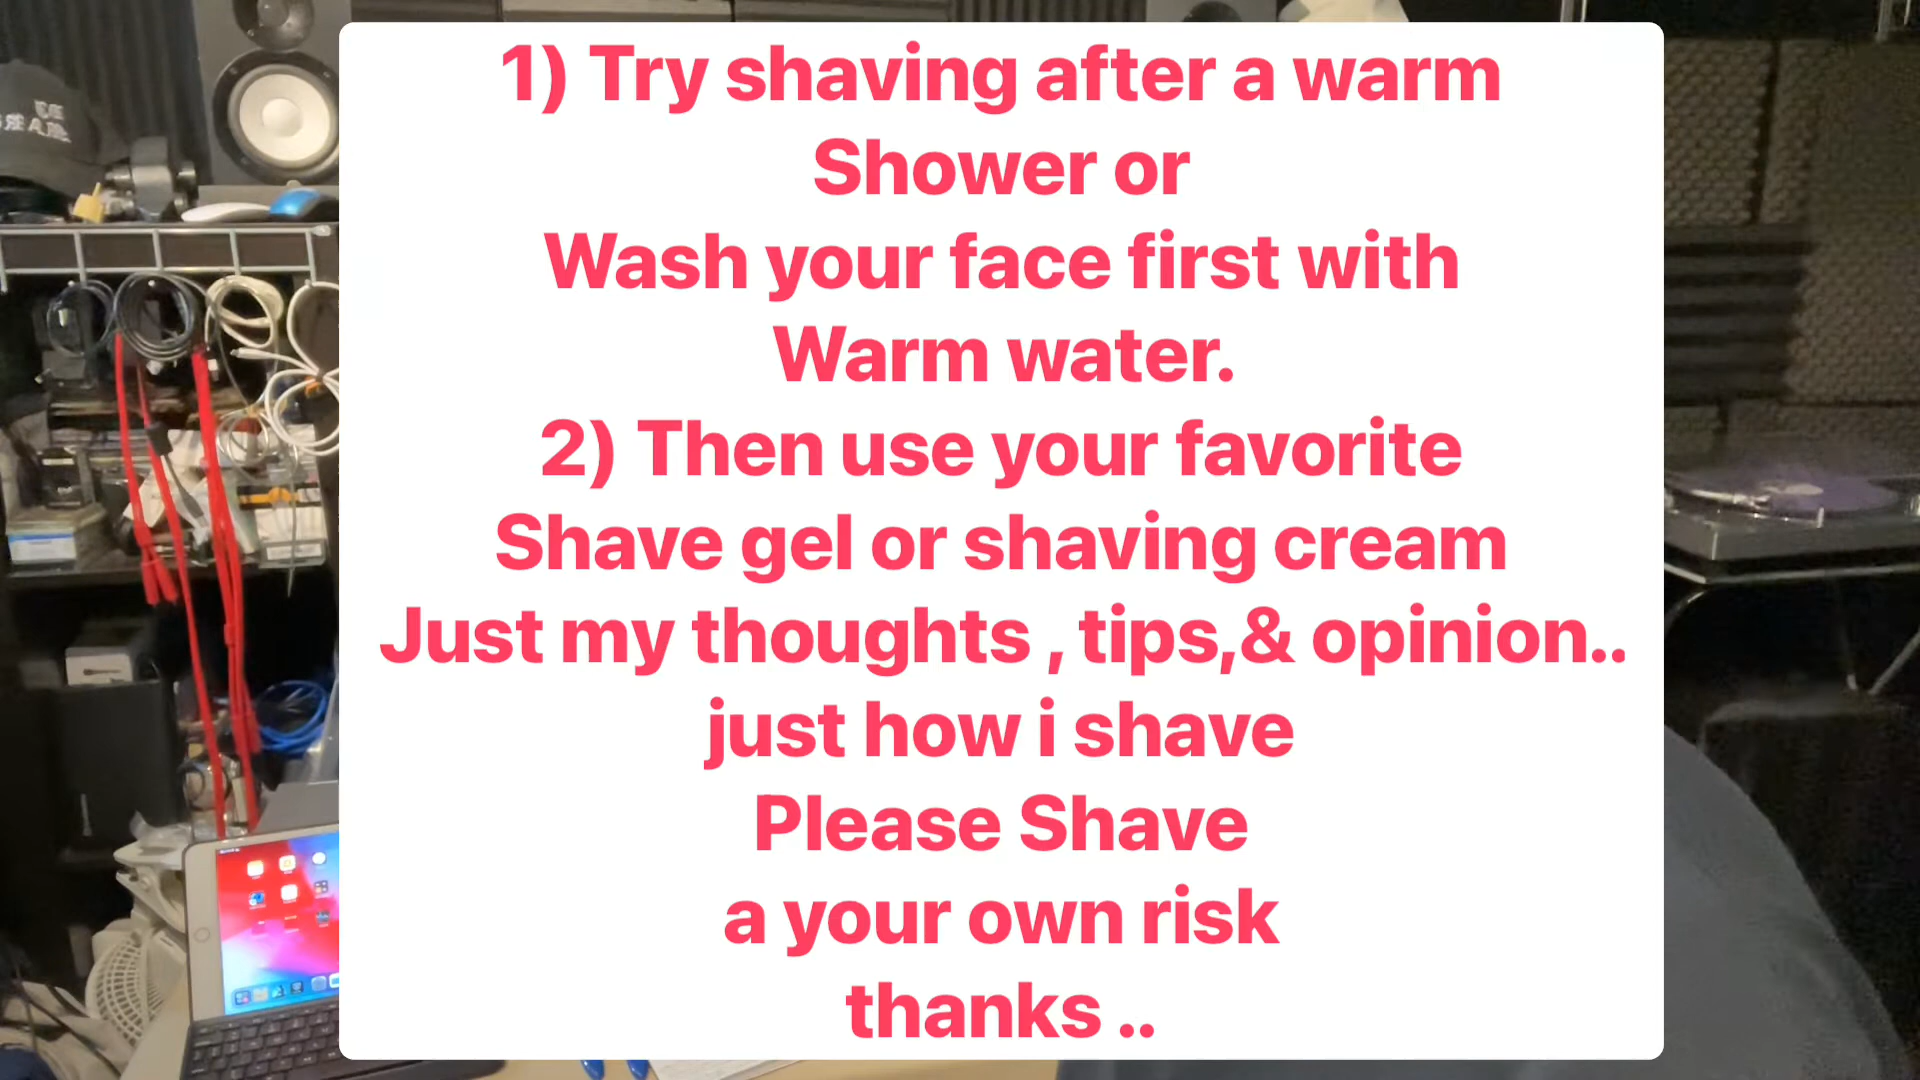 1) Try shaving after a warm
Shower or
Wash your face first with
Warm water.
2) Then use your favorite
Shave gel or shaving cream
Just my thoughts , tips,& opinion..
just how i shave
Please Shave
a your own risk
thanks ..